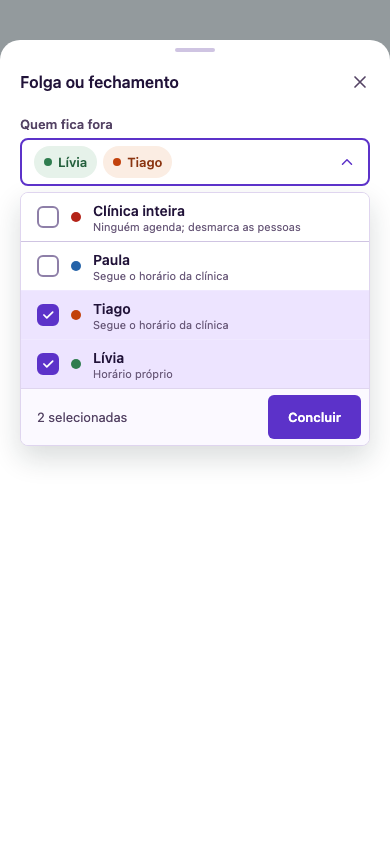 Folga ou fechamento
Quem fica fora
Lívia
Tiago
Clínica inteira
Ninguém agenda; desmarca as pessoas
Paula
Segue o horário da clínica
Tiago
Segue o horário da clínica
Lívia
Horário próprio
2 selecionadas
Concluir